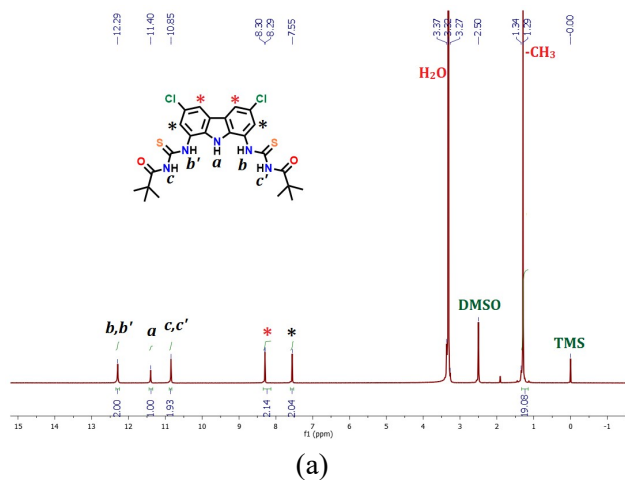 12.29
11.40
10.85
8.30
8.29
7.55
3.37
3.32
3.27
2.50
1.34
1.29
-0.00
H₂O
-CH₃
Cl * * Cl
* *
S N S
NH H HN
O NH b' a b HN O
c c'
b,b' a c,c' * *
DMSO
TMS
2.00
1.00
1.93
2.14
2.04
19.08
15 14 13 12 11 10 9 8 7 6 5 4 3 2 1 0 -1
f1 (ppm)
(a)